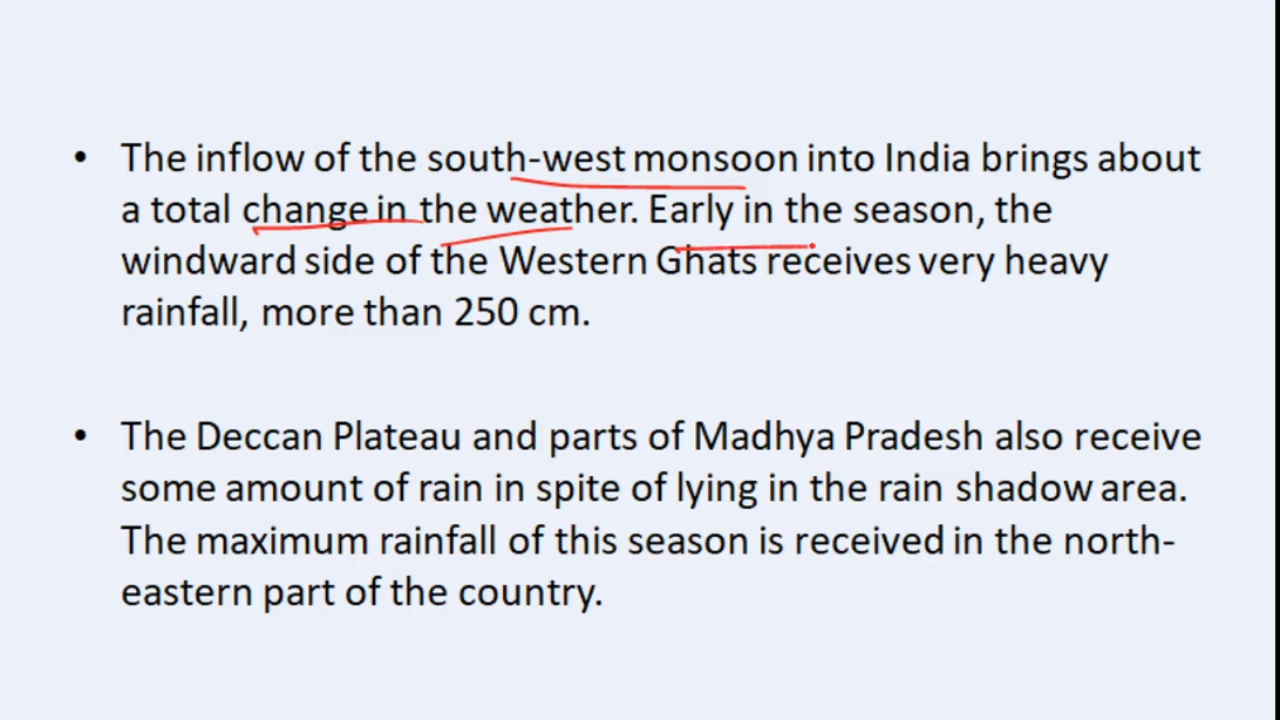 • The inflow of the south-west monsoon into India brings about
a total change in the weather. Early in the season, the
windward side of the Western Ghats receives very heavy
rainfall, more than 250 cm.
• The Deccan Plateau and parts of Madhya Pradesh also receive
some amount of rain in spite of lying in the rain shadow area.
The maximum rainfall of this season is received in the north-
eastern part of the country.